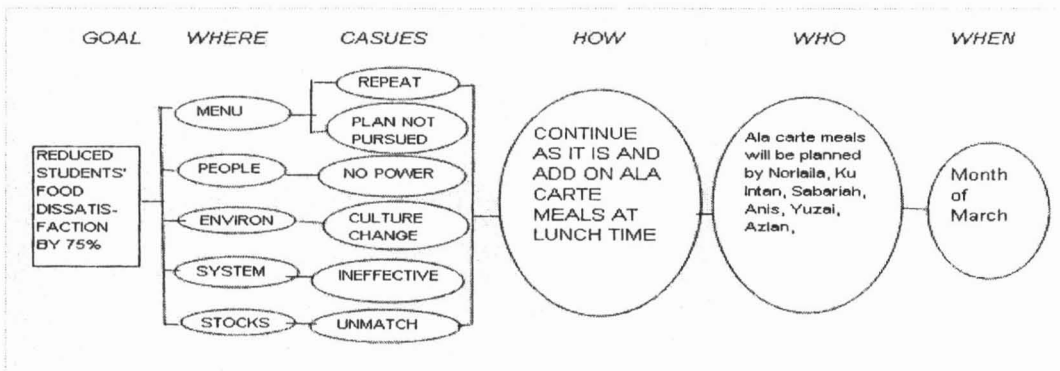 GOAL WHERE CASUES HOW WHO WHEN
REDUCED
STUDENTS'
FOOD
DISSATIS-
FACTION
BY 75%
MENU
PEOPLE
ENVIRON
SYSTEM
STOCKS
REPEAT
PLAN NOT
PURSUED
NO POWER
CULTURE
CHANGE
INEFFECTIVE
UNMATCH
CONTINUE
AS IT IS AND
ADD ON ALA
CARTE
MEALS AT
LUNCH TIME
Ala carte meals
will be planned
by Norlaila, Ku
Intan, Sabariah,
Anis, Yuzai,
Azlan,
Month
of
March